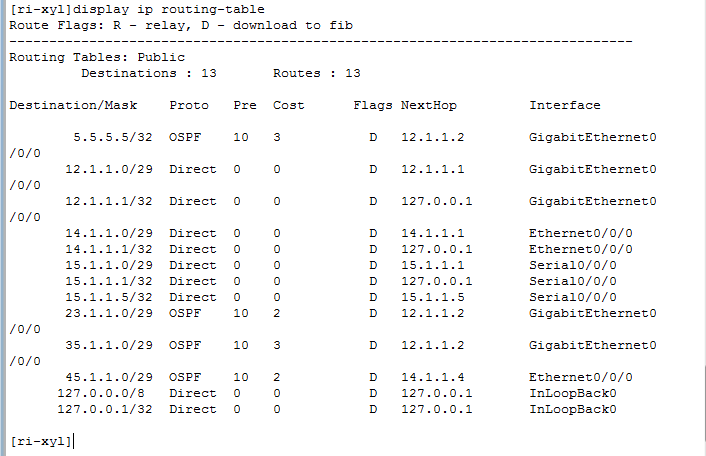 [ri-xyl]display ip routing-table
Route Flags: R - relay, D - download to fib
------------------------------------------------------------------------------
Routing Tables: Public
         Destinations : 13       Routes : 13

Destination/Mask    Proto   Pre  Cost      Flags NextHop         Interface

        5.5.5.5/32  OSPF    10   3           D   12.1.1.2        GigabitEthernet0
/0/0
       12.1.1.0/29  Direct  0    0           D   12.1.1.1        GigabitEthernet0
/0/0
       12.1.1.1/32  Direct  0    0           D   127.0.0.1       GigabitEthernet0
/0/0
       14.1.1.0/29  Direct  0    0           D   14.1.1.1        Ethernet0/0/0
       14.1.1.1/32  Direct  0    0           D   127.0.0.1       Ethernet0/0/0
       15.1.1.0/29  Direct  0    0           D   15.1.1.1        Serial0/0/0
       15.1.1.1/32  Direct  0    0           D   127.0.0.1       Serial0/0/0
       15.1.1.5/32  Direct  0    0           D   15.1.1.5        Serial0/0/0
       23.1.1.0/29  OSPF    10   2           D   12.1.1.2        GigabitEthernet0
/0/0
       35.1.1.0/29  OSPF    10   3           D   12.1.1.2        GigabitEthernet0
/0/0
       45.1.1.0/29  OSPF    10   2           D   14.1.1.4        Ethernet0/0/0
      127.0.0.0/8   Direct  0    0           D   127.0.0.1       InLoopBack0
      127.0.0.1/32  Direct  0    0           D   127.0.0.1       InLoopBack0

[ri-xyl]